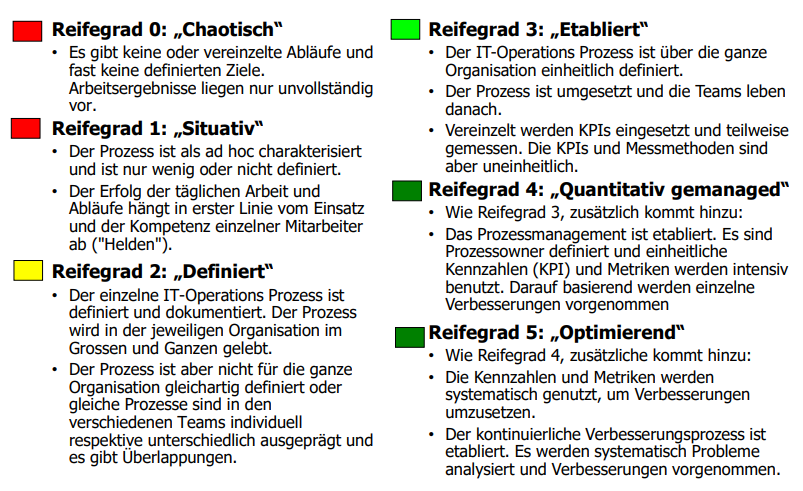 Reifegrad 0: „Chaotisch“
• Es gibt keine oder vereinzelte Abläufe und
fast keine definierten Ziele.
Arbeitsergebnisse liegen nur unvollständig
vor.
Reifegrad 1: „Situativ“
• Der Prozess ist als ad hoc charakterisiert
und ist nur wenig oder nicht definiert.
• Der Erfolg der täglichen Arbeit und
Abläufe hängt in erster Linie vom Einsatz
und der Kompetenz einzelner Mitarbeiter
ab ("Helden").
Reifegrad 2: „Definiert“
• Der einzelne IT-Operations Prozess ist
definiert und dokumentiert. Der Prozess
wird in der jeweiligen Organisation im
Grossen und Ganzen gelebt.
• Der Prozess ist aber nicht für die ganze
Organisation gleichartig definiert oder
gleiche Prozesse sind in den
verschiedenen Teams individuell
respektive unterschiedlich ausgeprägt und
es gibt Überlappungen.
Reifegrad 3: „Etabliert“
• Der IT-Operations Prozess ist über die ganze
Organisation einheitlich definiert.
• Der Prozess ist umgesetzt und die Teams leben
danach.
• Vereinzelt werden KPIs eingesetzt und teilweise
gemessen. Die KPIs und Messmethoden sind
aber uneinheitlich.
Reifegrad 4: „Quantitativ gemanaged“
• Wie Reifegrad 3, zusätzlich kommt hinzu:
• Das Prozessmanagement ist etabliert. Es sind
Prozessowner definiert und einheitliche
Kennzahlen (KPI) und Metriken werden intensiv
benutzt. Darauf basierend werden einzelne
Verbesserungen vorgenommen
Reifegrad 5: „Optimierend“
• Wie Reifegrad 4, zusätzliche kommt hinzu:
• Die Kennzahlen und Metriken werden
systematisch genutzt, um Verbesserungen
umzusetzen.
• Der kontinuierliche Verbesserungsprozess ist
etabliert. Es werden systematisch Probleme
analysiert und Verbesserungen vorgenommen.